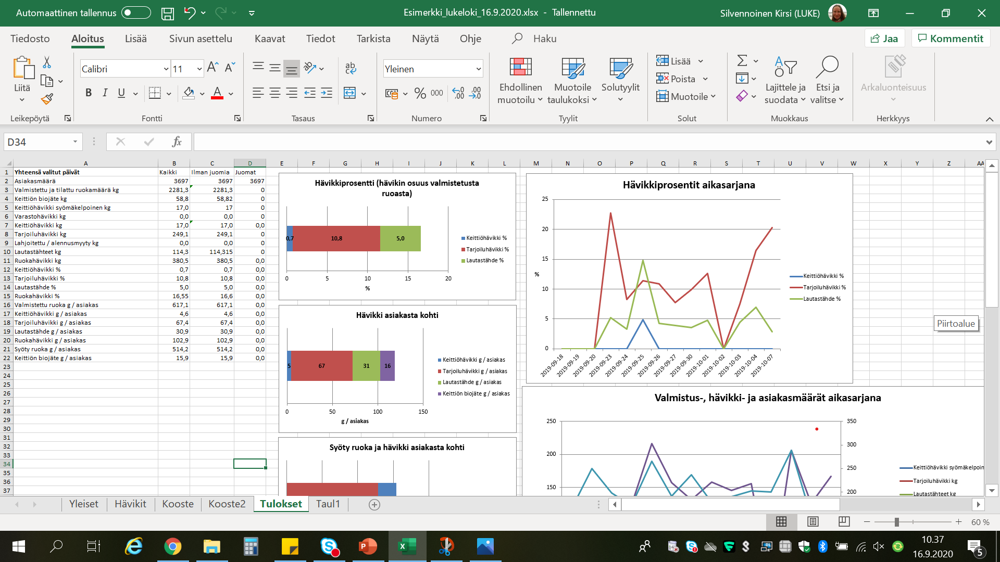 Automaattinen tallennus
Esimerkki_lukeloki_16.9.2020.xlsx - Tallennettu
Silvennoinen Kirsi (LUKE)
Tiedosto Aloitus Lisää Sivun asettelu Kaavat Tiedot Tarkista Näytä Ohje Haku
Jaa Kommentit
Liitä
Leikepöytä
Calibri 11
B I U
Fontti
ab
Tasaus
Yleinen
% 000
Numero
Ehdollinen muotoilu
Muotoile taulukoksi
Solutyylit
Tyylit
Lisää
Poista
Muotoile
Solut
Lajittele ja suodata
Etsi ja valitse
Muokkaus
Arkaluonteisuus
Herkkyys
D34
fx
A B C D E F G H I J K L M N O P Q R S T U V W X Y Z AA
1 Yhteensä valitut päivät Kaikki Ilman juomia Juomat
2 Asiakasmäärä 3697 3697 3697
3 Valmistettu ja tilattu ruokamäärä kg 2281,3 2281,3 0
4 Keittiön biojäte kg 58,8 58,82 0
5 Keittiöhävikki syömäkelpoinen kg 17,0 17 0
6 Varastohävikki kg 0,0 0,0 0
7 Keittiöhävikki kg 17,0 17,0 0,0
8 Tarjoiluhävikki kg 249,1 249,1 0
9 Lahjoitettu / alennusmyyty kg 0,0 0,0 0
10 Lautastähteet kg 114,3 114,315 0
11 Ruokahävikki kg 380,5 380,5 0,0
12 Keittiöhävikki % 0,7 0,7 0,0
13 Tarjoiluhävikki % 10,8 10,8 0,0
14 Lautastähde % 5,0 5,0 0,0
15 Ruokahävikki % 16,55 16,6 0,0
16 Valmistettu ruoka g / asiakas 617,1 617,1 0,0
17 Keittiöhävikki g / asiakas 4,6 4,6 0,0
18 Tarjoiluhävikki g / asiakas 67,4 67,4 0,0
19 Lautastähde g / asiakas 30,9 30,9 0,0
20 Ruokahävikki g / asiakas 102,9 102,9 0,0
21 Syöty ruoka g / asiakas 514,2 514,2 0,0
22 Keittiön biojäte g / asiakas 15,9 15,9 0,0
23
24
25
26
27
28
29
30
31
32
33
34
35
36
37
Hävikkiprosentti (hävikin osuus valmistetusta
ruoasta)
0,7 10,8 5,0
Keittiöhävikki %
Tarjoiluhävikki %
Lautastähde %
0 5 10 15 20
%
Hävikki asiakasta kohti
5 67 31 16
Keittiöhävikki g / asiakas
Tarjoiluhävikki g / asiakas
Lautastähde g / asiakas
Keittiön biojäte g / asiakas
0 50 100 150
g / asiakas
Syöty ruoka ja hävikki asiakasta kohti
Hävikkiprosentit aikasarjana
25
20
15
10
5
0
%
Keittiöhävikki %
Tarjoiluhävikki %
Lautastähde %
2019-09-18 2019-09-19 2019-09-20 2019-09-23 2019-09-24 2019-09-25 2019-09-26 2019-09-27 2019-09-30 2019-10-01 2019-10-02 2019-10-03 2019-10-04 2019-10-07
Piirtoalue
Valmistus-, hävikki- ja asiakasmäärät aikasarjana
250
200
150
350
300
250
200
Keittiöhävikki syömäkelpoin
Tarjoiluhävikki kg
Lautastähteet kg
Yleiset Hävikit Kooste Kooste2 Tulokset Taul1
60 %
10.37
16.9.2020
5